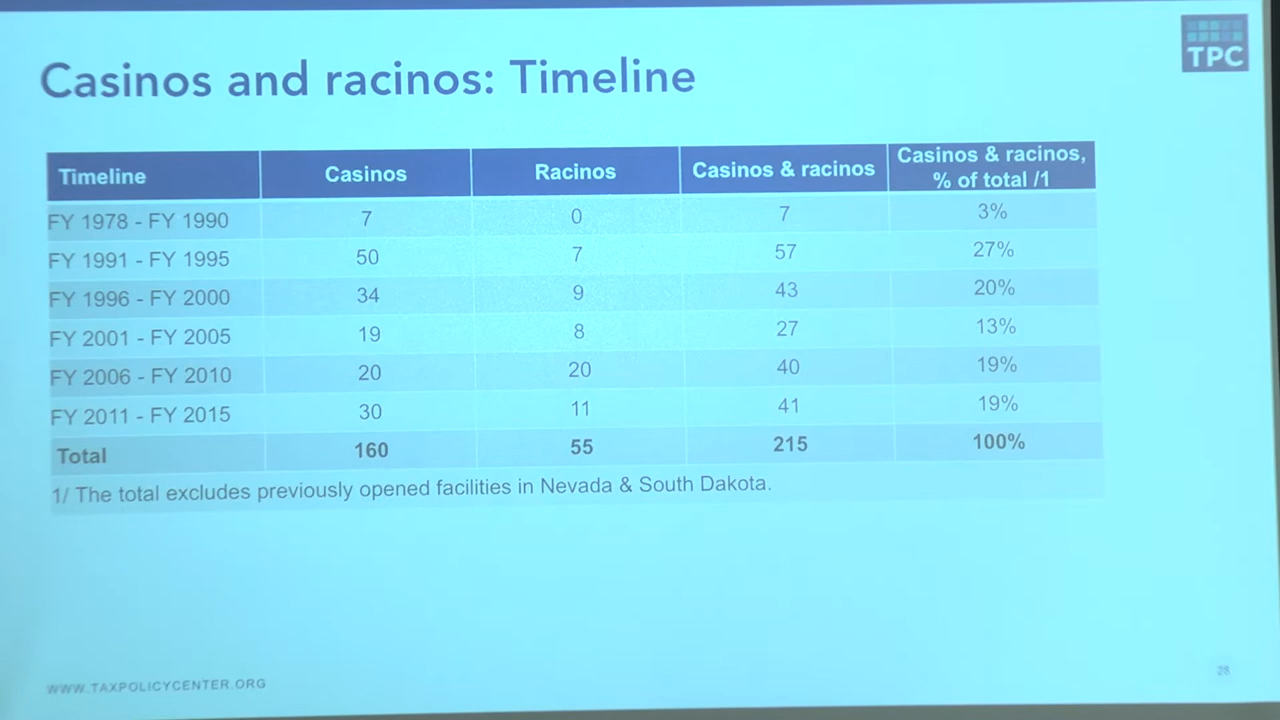 TPC
Casinos and racinos: Timeline
Timeline Casinos Racinos Casinos & racinos Casinos & racinos,
% of total /1
FY 1978 - FY 1990 7 0 7 3%
FY 1991 - FY 1995 50 7 57 27%
FY 1996 - FY 2000 34 9 43 20%
FY 2001 - FY 2005 19 8 27 13%
FY 2006 - FY 2010 20 20 40 19%
FY 2011 - FY 2015 30 11 41 19%
Total 160 55 215 100%
1/ The total excludes previously opened facilities in Nevada & South Dakota.
WWW.TAXPOLICYCENTER.ORG
28